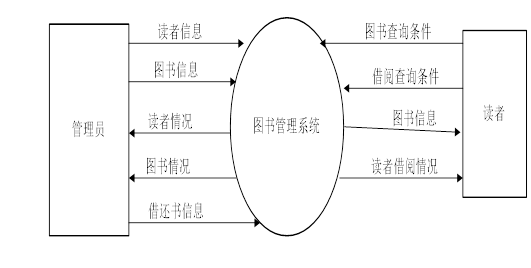 读者信息
图书查询条件
图书信息
借阅查询条件
管理员
读者情况
图书管理系统
图书信息
读者
图书情况
读者借阅情况
借还书信息